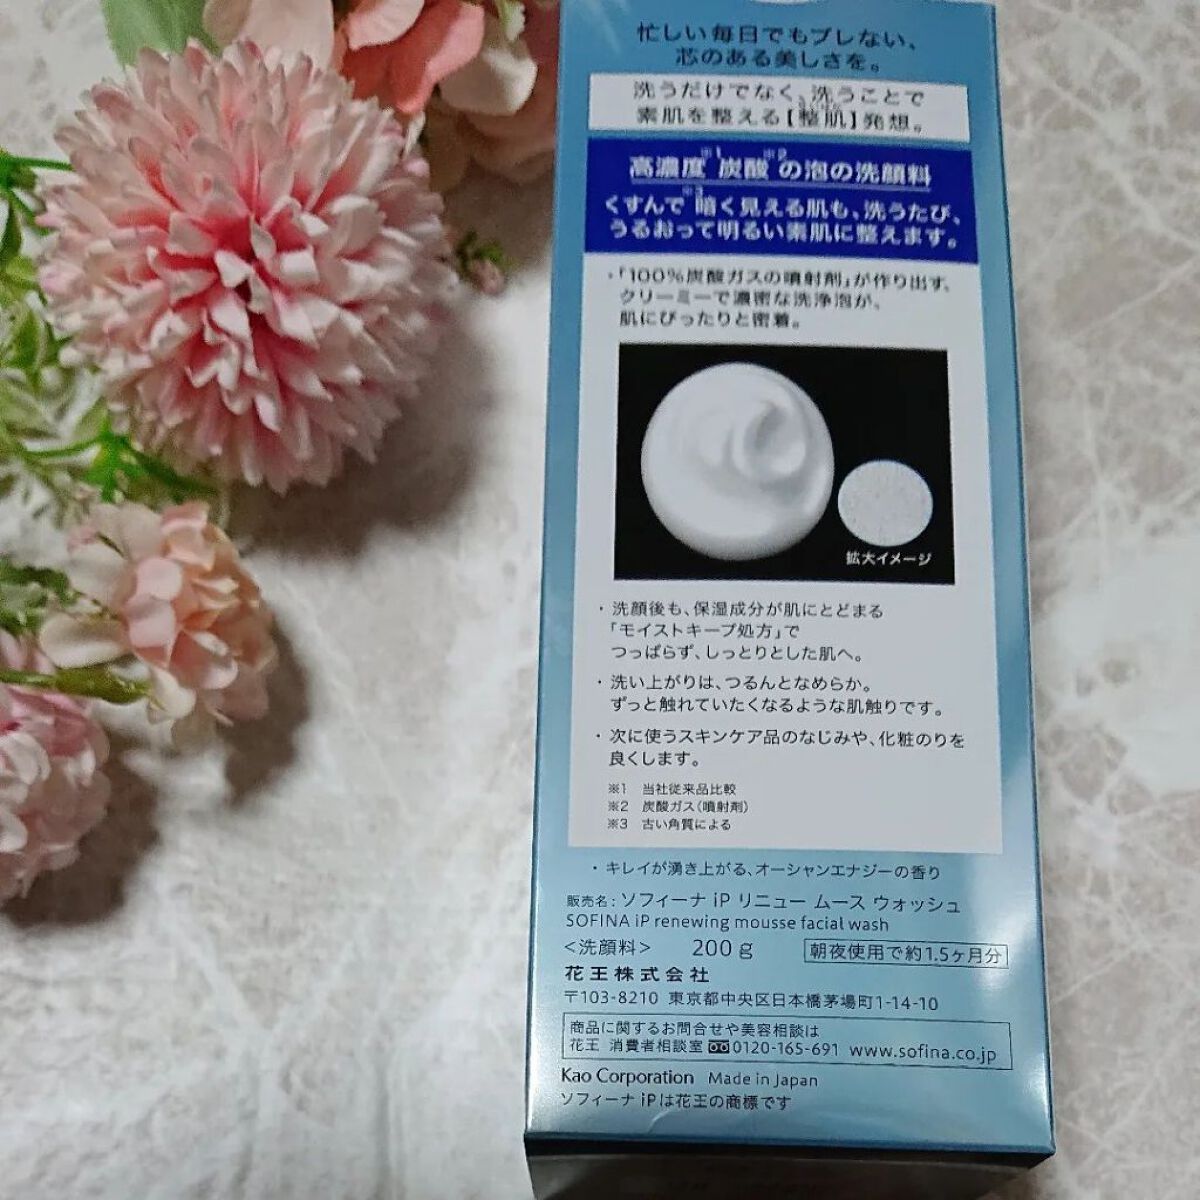 忙しい毎日でもブレない、
芯のある美しさを。
洗うだけでなく、洗うことで
素肌を整える【整肌】発想。
高濃度※1 炭酸※2 の泡の洗顔料
くすんで※3暗く見える肌も、洗うたび、
うるおって明るい素肌に整えます。
・「100%炭酸ガスの噴射剤」が作り出す、
クリーミーで濃密な洗浄泡が、
肌にぴったりと密着。
拡大イメージ
・洗顔後も、保湿成分が肌にとどまる
「モイストキープ処方」で
つっぱらず、しっとりとした肌へ。
・洗い上がりは、つるんとなめらか。
ずっと触れていたくなるような肌触りです。
・次に使うスキンケア品のなじみや、化粧のりを
良くします。
※1 当社従来品比較
※2 炭酸ガス(噴射剤)
※3 古い角質による
・キレイが湧き上がる、オーシャンエナジーの香り
販売名：ソフィーナ iP リニュー ムース ウォッシュ
SOFINA iP renewing mousse facial wash
<洗顔料> 200g 朝夜使用で約1.5ヶ月分
花王株式会社
〒103-8210 東京都中央区日本橋茅場町1-14-10
商品に関するお問合せや美容相談は
花王 消費者相談室 0120-165-691 www.sofina.co.jp
Kao Corporation Made in Japan
ソフィーナ iPは花王の商標です